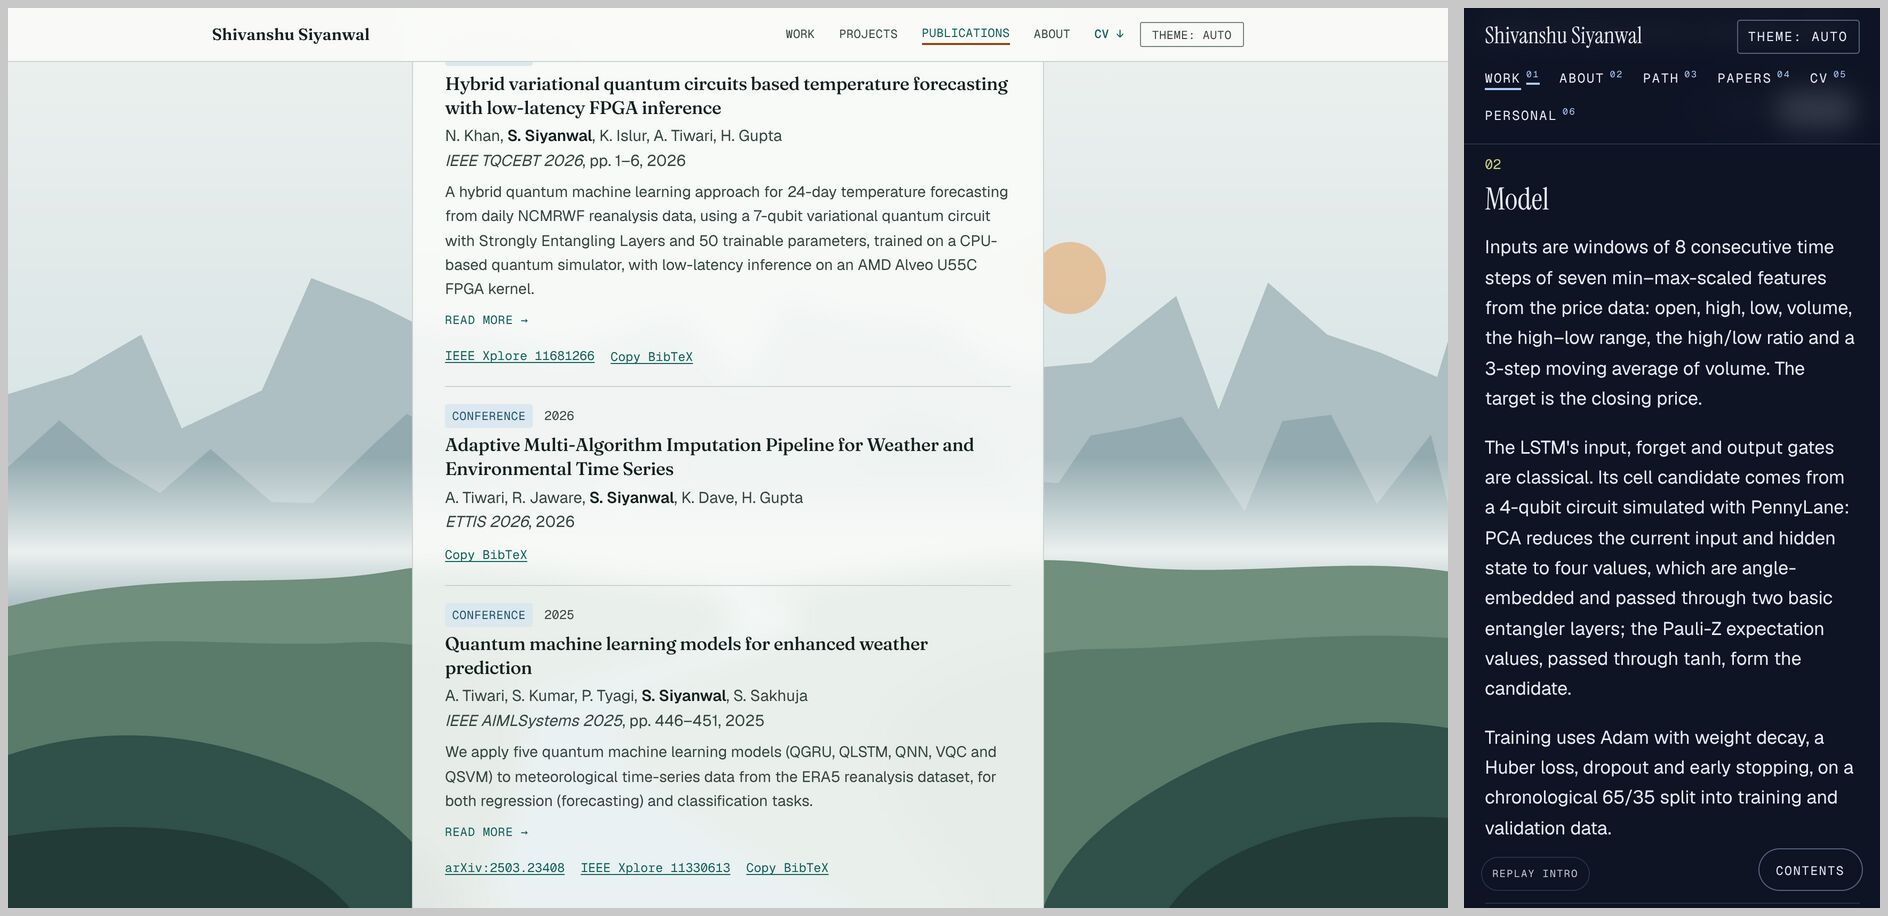 Shivanshu Siyanwal
WORK PROJECTS PUBLICATIONS ABOUT CV ↓ THEME: AUTO
Hybrid variational quantum circuits based temperature forecasting
with low-latency FPGA inference
N. Khan, S. Siyanwal, K. Islur, A. Tiwari, H. Gupta
IEEE TQCEBT 2026, pp. 1–6, 2026
A hybrid quantum machine learning approach for 24-day temperature forecasting
from daily NCMRWF reanalysis data, using a 7-qubit variational quantum circuit
with Strongly Entangling Layers and 50 trainable parameters, trained on a CPU-
based quantum simulator, with low-latency inference on an AMD Alveo U55C
FPGA kernel.
READ MORE →
IEEE Xplore 11681266 Copy BibTeX
CONFERENCE 2026
Adaptive Multi-Algorithm Imputation Pipeline for Weather and
Environmental Time Series
A. Tiwari, R. Jaware, S. Siyanwal, K. Dave, H. Gupta
ETTIS 2026, 2026
Copy BibTeX
CONFERENCE 2025
Quantum machine learning models for enhanced weather
prediction
A. Tiwari, S. Kumar, P. Tyagi, S. Siyanwal, S. Sakhuja
IEEE AIMLSystems 2025, pp. 446–451, 2025
We apply five quantum machine learning models (QGRU, QLSTM, QNN, VQC and
QSVM) to meteorological time-series data from the ERA5 reanalysis dataset, for
both regression (forecasting) and classification tasks.
READ MORE →
arXiv:2503.23408 IEEE Xplore 11330613 Copy BibTeX
Shivanshu Siyanwal THEME: AUTO
WORK 01 ABOUT 02 PATH 03 PAPERS 04 CV 05
PERSONAL 06
02
Model
Inputs are windows of 8 consecutive time
steps of seven min–max-scaled features
from the price data: open, high, low, volume,
the high–low range, the high/low ratio and a
3-step moving average of volume. The
target is the closing price.
The LSTM's input, forget and output gates
are classical. Its cell candidate comes from
a 4-qubit circuit simulated with PennyLane:
PCA reduces the current input and hidden
state to four values, which are angle-
embedded and passed through two basic
entangler layers; the Pauli-Z expectation
values, passed through tanh, form the
candidate.
Training uses Adam with weight decay, a
Huber loss, dropout and early stopping, on a
chronological 65/35 split into training and
validation data.
REPLAY INTRO CONTENTS